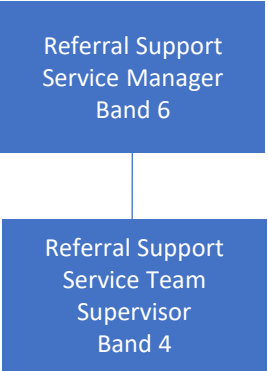 Referral Support
Service Manager
Band 6
Referral Support
Service Team
Supervisor
Band 4